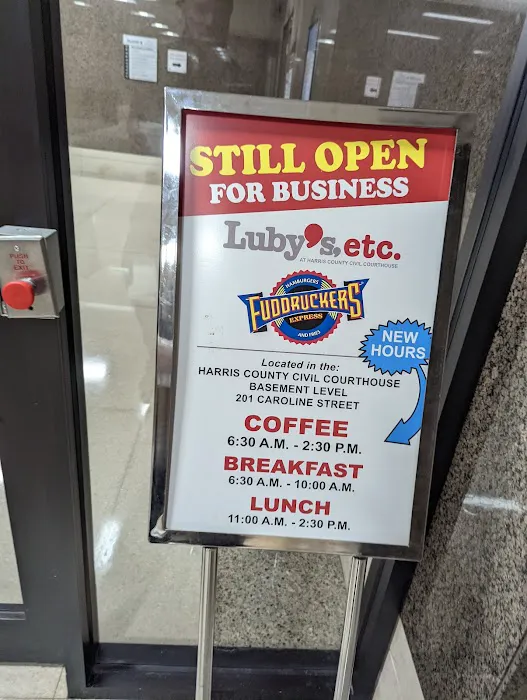 PUSH
TO
EXIT
STILL OPEN
FOR BUSINESS
Luby's, etc.
AT HARRIS COUNTY CIVIL COURTHOUSE
HAMBURGERS
FUDDRUCKERS
EXPRESS
AND FRIES
NEW
HOURS
Located in the:
HARRIS COUNTY CIVIL COURTHOUSE
BASEMENT LEVEL
201 CAROLINE STREET
COFFEE
6:30 A.M. - 2:30 P.M.
BREAKFAST
6:30 A.M. - 10:00 A.M.
LUNCH
11:00 A.M. - 2:30 P.M.